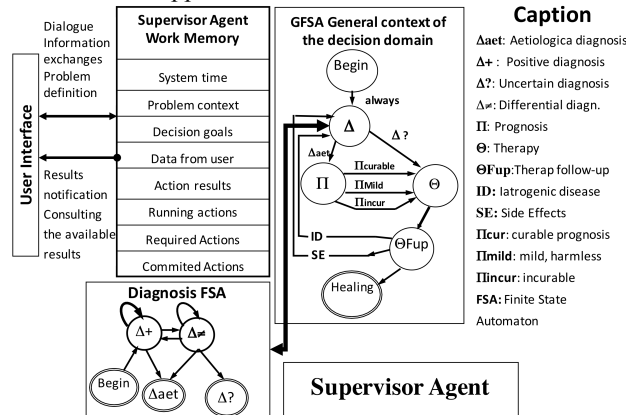 Dialogue
Information
exchanges
Problem
definition
User Interface
Results
notification
Consulting
the available
results
Supervisor Agent
Work Memory
System time
Problem context
Decision goals
Data from user
Action results
Running actions
Required Actions
Commited Actions
GFSA General context of
the decision domain
Begin
always
Δ
Δ ?
Δaet
Π
Πcurable
ΠMild
Πincur
Θ
ID
SE
ΘFup
Healing
Caption
Δaet: Aetiologica diagnosis
Δ+ : Positive diagnosis
Δ?: Uncertain diagnosis
Δ≠: Differential diagn.
Π: Prognosis
Θ: Therapy
ΘFup:Therap follow-up
ID: Iatrogenic disease
SE: Side Effects
Πcur: curable prognosis
Πmild: mild, harmless
Πincur: incurable
FSA: Finite State
Automaton
Diagnosis FSA
Δ+
Δ≠
Begin
Δaet
Δ?
Supervisor Agent